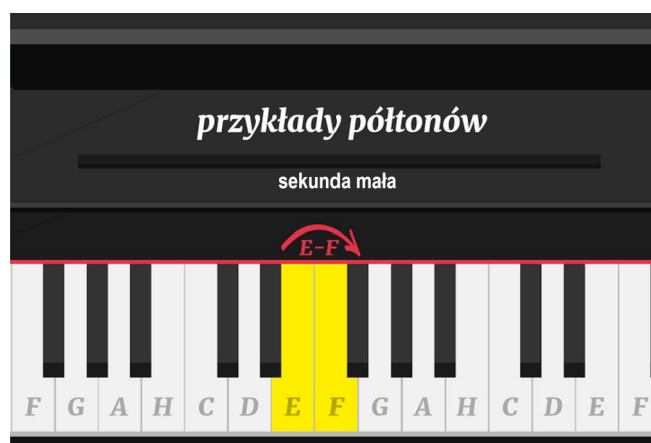 przykłady półtonów
sekunda mała
E-F
F G A H C D E F G A H C D E F